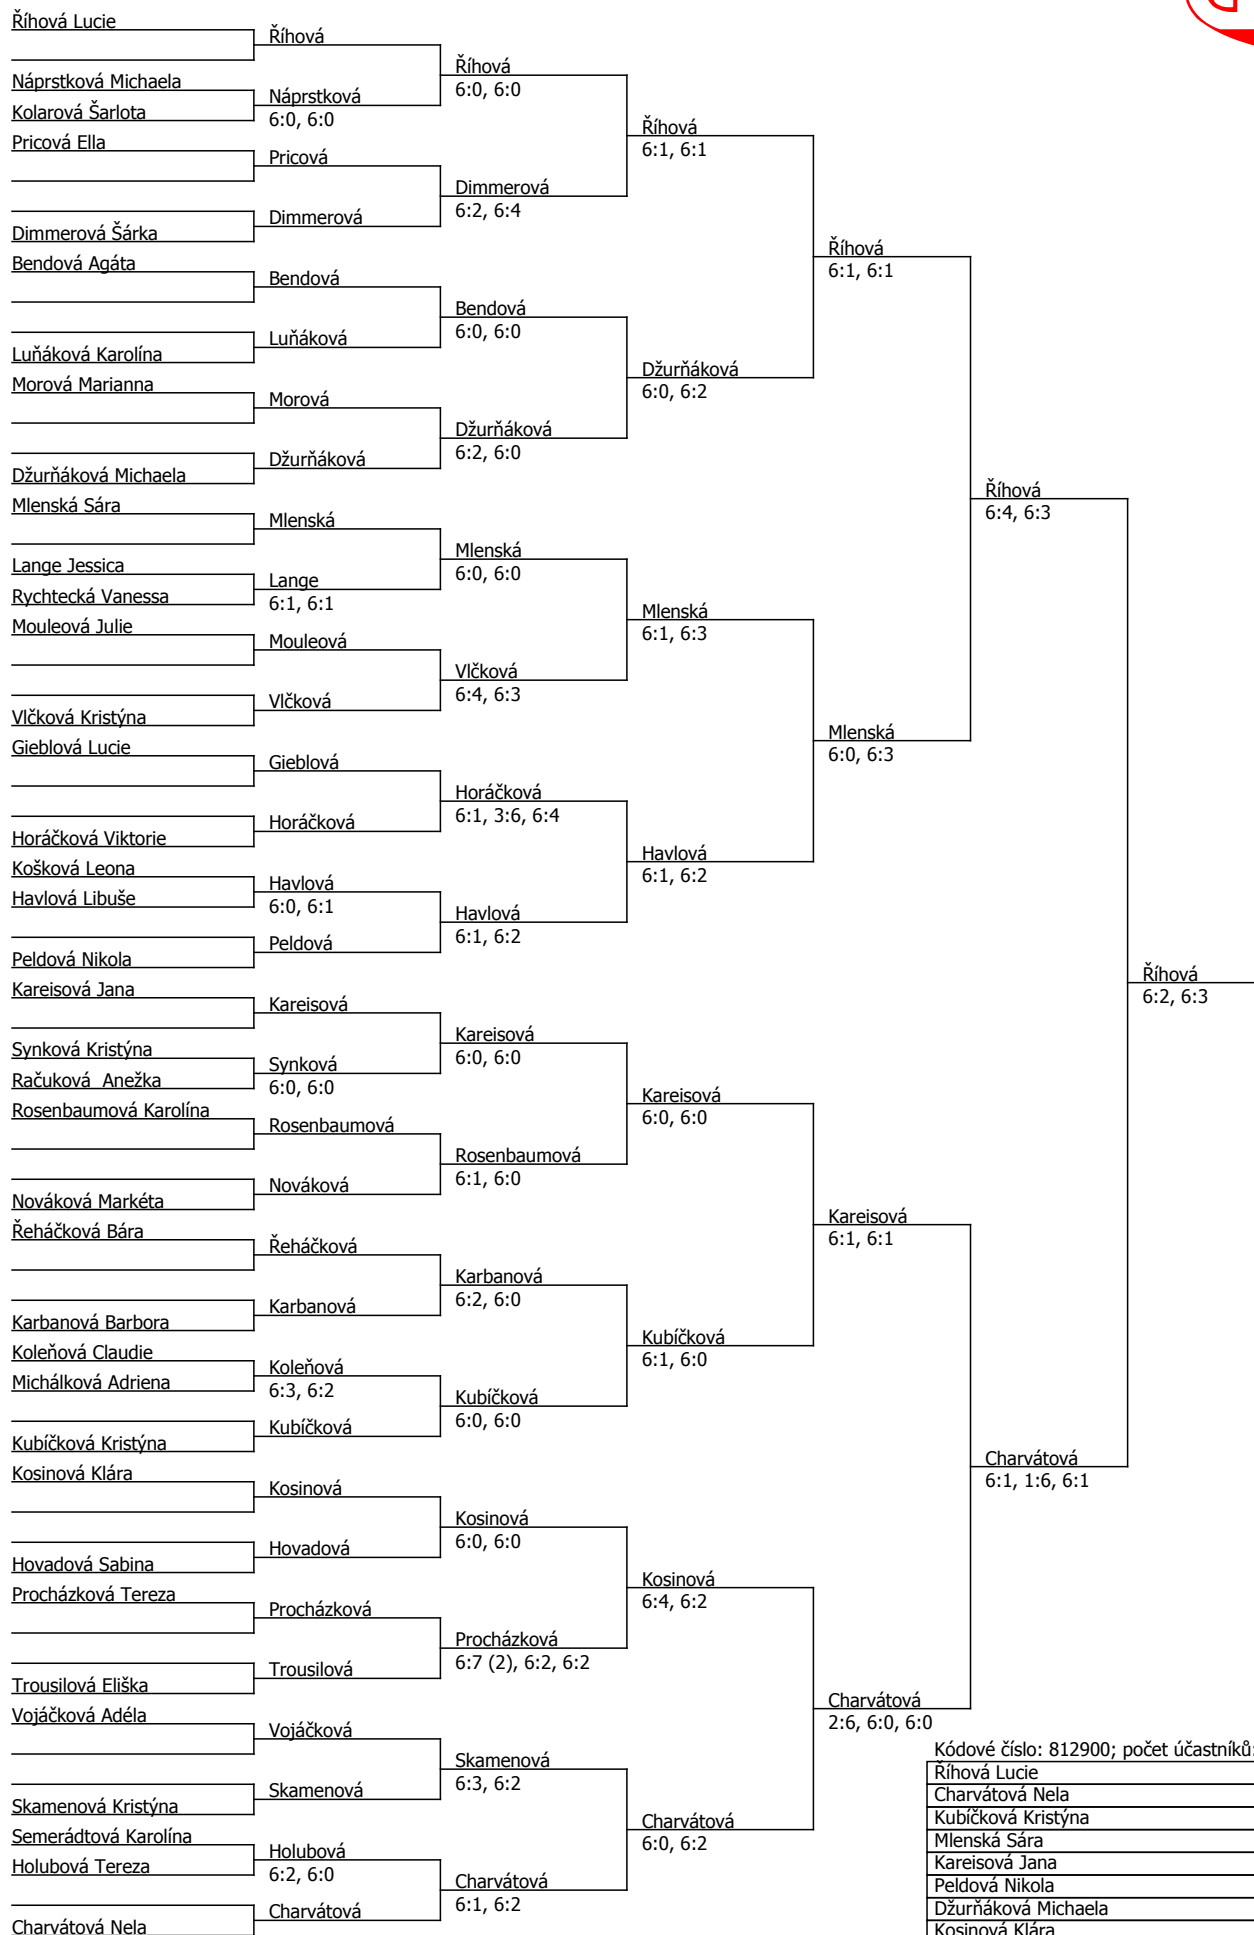 Říhová Lucie
Náprstková Michaela
Kolarová Šarlota
Pricová Ella
Dimmerová Šárka
Bendová Agáta
Luňáková Karolína
Morová Marianna
Džurňáková Michaela
Mlenská Sára
Lange Jessica
Rychtecká Vanessa
Mouleová Julie
Vlčková Kristýna
Gieblová Lucie
Horáčková Viktorie
Košková Leona
Havlová Libuše
Peldová Nikola
Kareisová Jana
Synková Kristýna
Račuková  Anežka
Rosenbaumová Karolína
Nováková Markéta
Řeháčková Bára
Karbanová Barbora
Koleňová Claudie
Michálková Adriena
Kubíčková Kristýna
Kosinová Klára
Hovadová Sabina
Procházková Tereza
Trousilová Eliška
Vojáčková Adéla
Skamenová Kristýna
Semerádtová Karolína
Holubová Tereza
Charvátová Nela
Říhová
Náprstková
6:0, 6:0
Pricová
Dimmerová
Bendová
Luňáková
Morová
Džurňáková
Mlenská
Lange
6:1, 6:1
Mouleová
Vlčková
Gieblová
Horáčková
Havlová
6:0, 6:1
Peldová
Kareisová
Synková
6:0, 6:0
Rosenbaumová
Nováková
Řeháčková
Karbanová
Koleňová
6:3, 6:2
Kubíčková
Kosinová
Hovadová
Procházková
Trousilová
Vojáčková
Skamenová
Holubová
6:2, 6:0
Charvátová
Říhová
6:0, 6:0
Dimmerová
6:2, 6:4
Bendová
6:0, 6:0
Džurňáková
6:2, 6:0
Mlenská
6:0, 6:0
Vlčková
6:4, 6:3
Horáčková
6:1, 3:6, 6:4
Havlová
6:1, 6:2
Kareisová
6:0, 6:0
Rosenbaumová
6:1, 6:0
Karbanová
6:2, 6:0
Kubíčková
6:0, 6:0
Kosinová
6:0, 6:0
Procházková
6:7 (2), 6:2, 6:2
Skamenová
6:3, 6:2
Charvátová
6:1, 6:2
Říhová
6:1, 6:1
Džurňáková
6:0, 6:2
Mlenská
6:1, 6:3
Havlová
6:1, 6:2
Kareisová
6:0, 6:0
Kubíčková
6:1, 6:0
Kosinová
6:4, 6:2
Charvátová
6:0, 6:2
Říhová
6:1, 6:1
Mlenská
6:0, 6:3
Kareisová
6:1, 6:1
Charvátová
2:6, 6:0, 6:0
Říhová
6:4, 6:3
Charvátová
6:1, 1:6, 6:1
Říhová
6:2, 6:3
Kódové číslo: 812900; počet účastníků:
Říhová Lucie
Charvátová Nela
Kubíčková Kristýna
Mlenská Sára
Kareisová Jana
Peldová Nikola
Džurňáková Michaela
Kosinová Klára